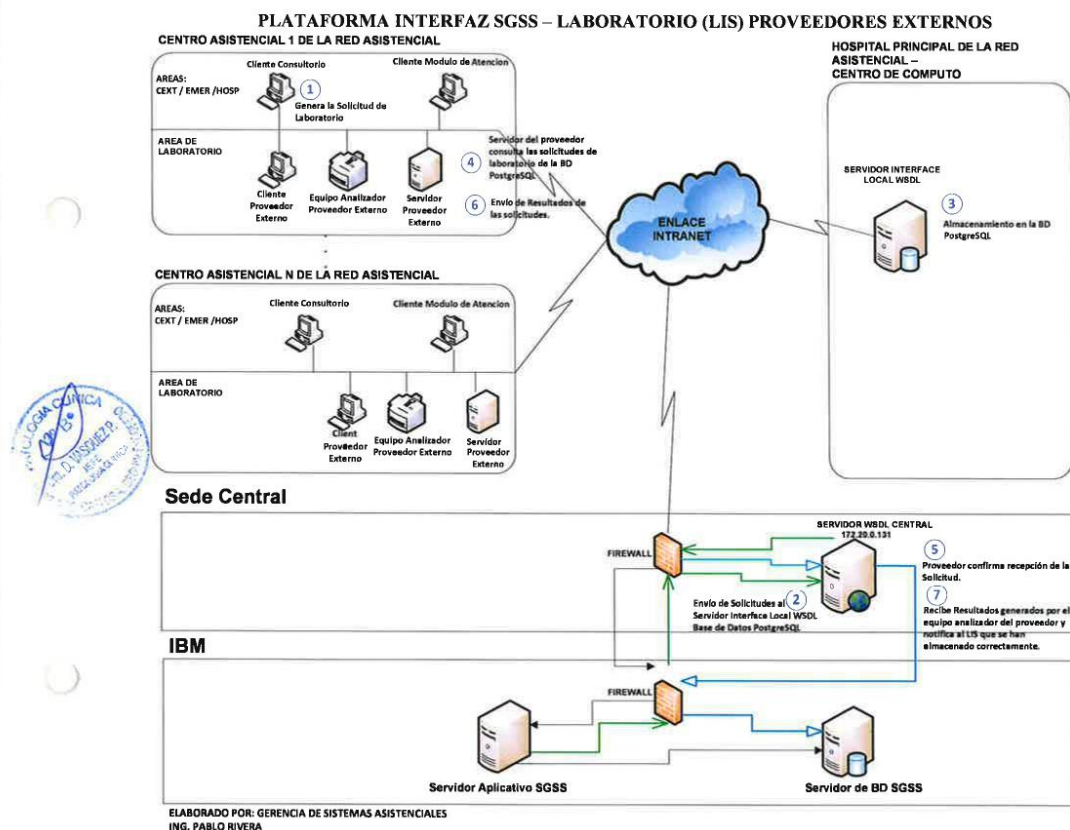 PLATAFORMA INTERFAZ SGSS – LABORATORIO (LIS) PROVEEDORES EXTERNOS
CENTRO ASISTENCIAL 1 DE LA RED ASISTENCIAL
Cliente Consultorio
Cliente Modulo de Atencion
AREAS:
CEXT / EMER /HOSP
1
Genera la Solicitud de
Laboratorio
AREA DE
LABORATORIO
Cliente
Proveedor
Externo
Equipo Analizador
Proveedor Externo
Servidor
Proveedor
Externo
4
Servidor del proveedor
consulta las solicitudes de
laboratorio de la BD
PostgreSQL
6
Envío de Resultados de
las solicitudes.
HOSPITAL PRINCIPAL DE LA RED
ASISTENCIAL –
CENTRO DE COMPUTO
SERVIDOR INTERFACE
LOCAL WSDL
3
Almacenamiento en la BD
PostgreSQL
ENLACE
INTRANET
CENTRO ASISTENCIAL N DE LA RED ASISTENCIAL
AREAS:
CEXT / EMER /HOSP
Cliente Consultorio
Cliente Modulo de Atencion
AREA DE
LABORATORIO
Client
Proveedor
Externo
Equipo Analizador
Proveedor Externo
Servidor
Proveedor
Externo
VASQUEZ P.
Sede Central
FIREWALL
SERVIDOR WSDL CENTRAL
172.20.0.131
2
Envío de Solicitudes al
Servidor Interface Local WSDL
Base de Datos PostgreSQL
5
Proveedor confirma recepción de la
Solicitud.
7
Recibe Resultados generados por el
equipo analizador del proveedor y
notifica al LIS que se han
almacanado correctamente.
IBM
FIREWALL
Servidor Aplicativo SGSS
Servidor de BD SGSS
ELABORADO POR: GERENCIA DE SISTEMAS ASISTENCIALES
ING. PABLO RIVERA